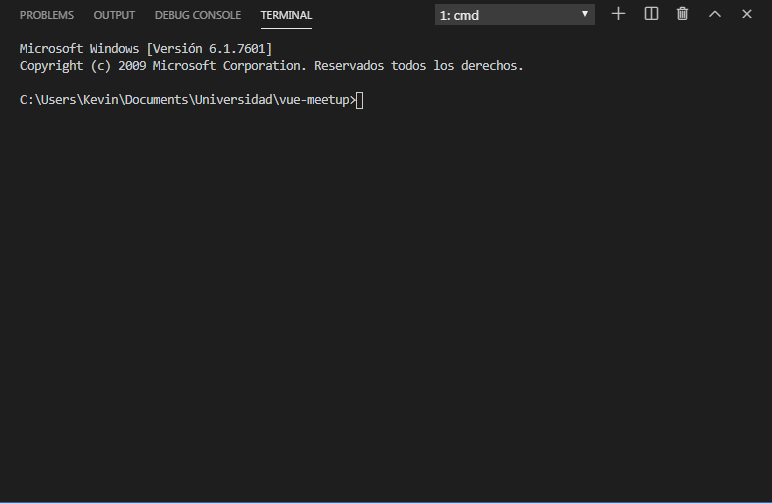 PROBLEMS OUTPUT DEBUG CONSOLE TERMINAL 1: cmd
Microsoft Windows [Versión 6.1.7601]
Copyright (c) 2009 Microsoft Corporation. Reservados todos los derechos.
C:\Users\Kevin\Documents\Universidad\vue-meetup>